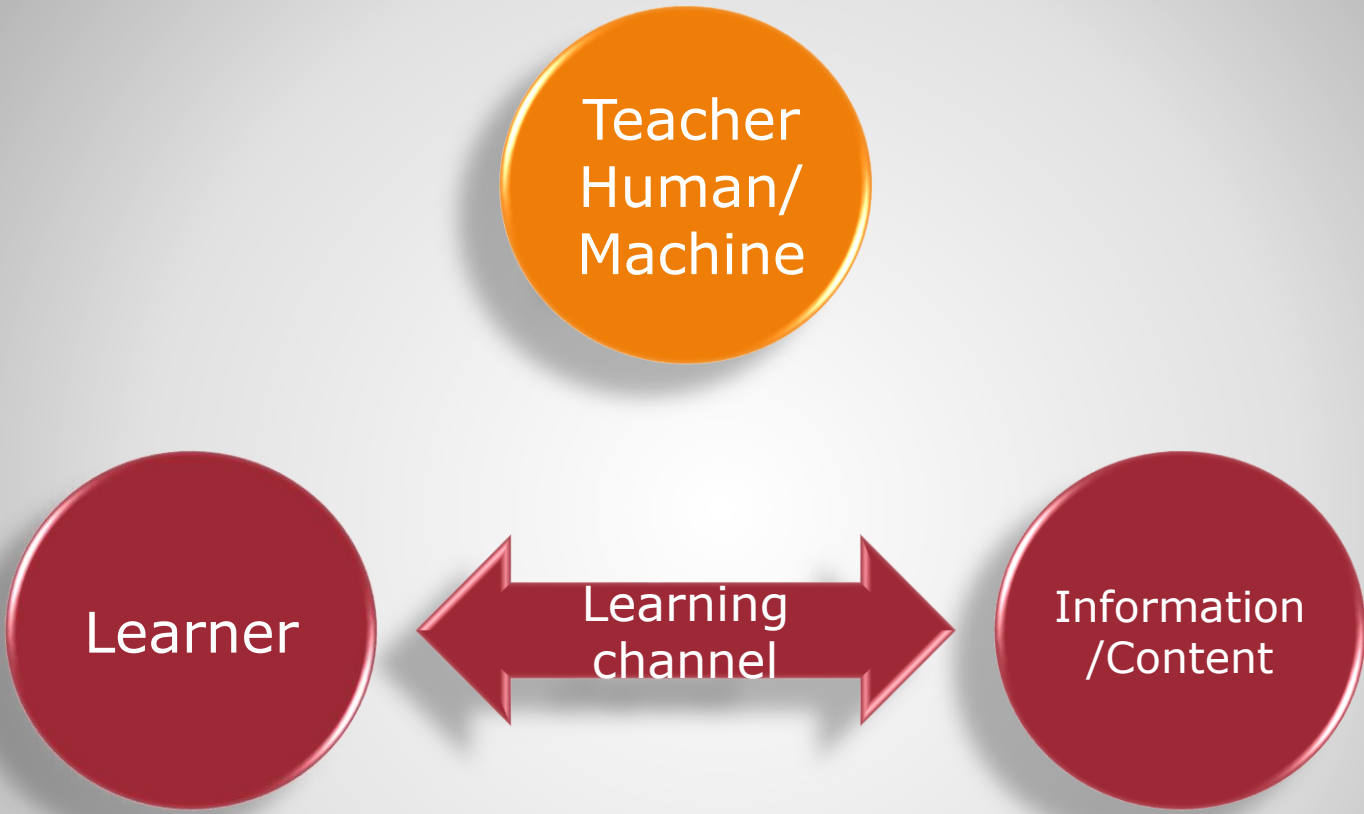 Teacher
Human/
Machine
Learner
Learning
channel
Information
/Content